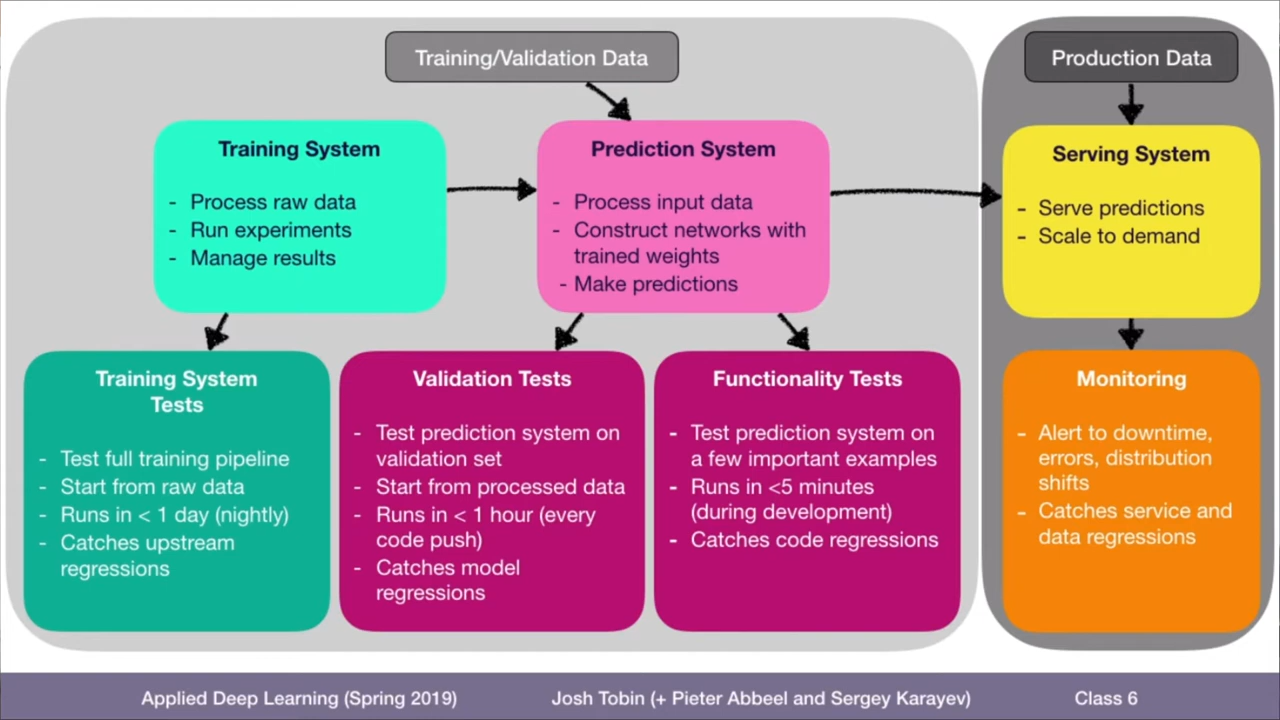 Training/Validation Data
Production Data
Training System
- Process raw data
- Run experiments
- Manage results
Prediction System
- Process input data
- Construct networks with
trained weights
- Make predictions
Serving System
- Serve predictions
- Scale to demand
Training System
Tests
- Test full training pipeline
- Start from raw data
- Runs in < 1 day (nightly)
- Catches upstream
regressions
Validation Tests
- Test prediction system on
validation set
- Start from processed data
- Runs in < 1 hour (every
code push)
- Catches model
regressions
Functionality Tests
- Test prediction system on
a few important examples
- Runs in <5 minutes
(during development)
- Catches code regressions
Monitoring
- Alert to downtime,
errors, distribution
shifts
- Catches service and
data regressions
Applied Deep Learning (Spring 2019)
Josh Tobin (+ Pieter Abbeel and Sergey Karayev)
Class 6